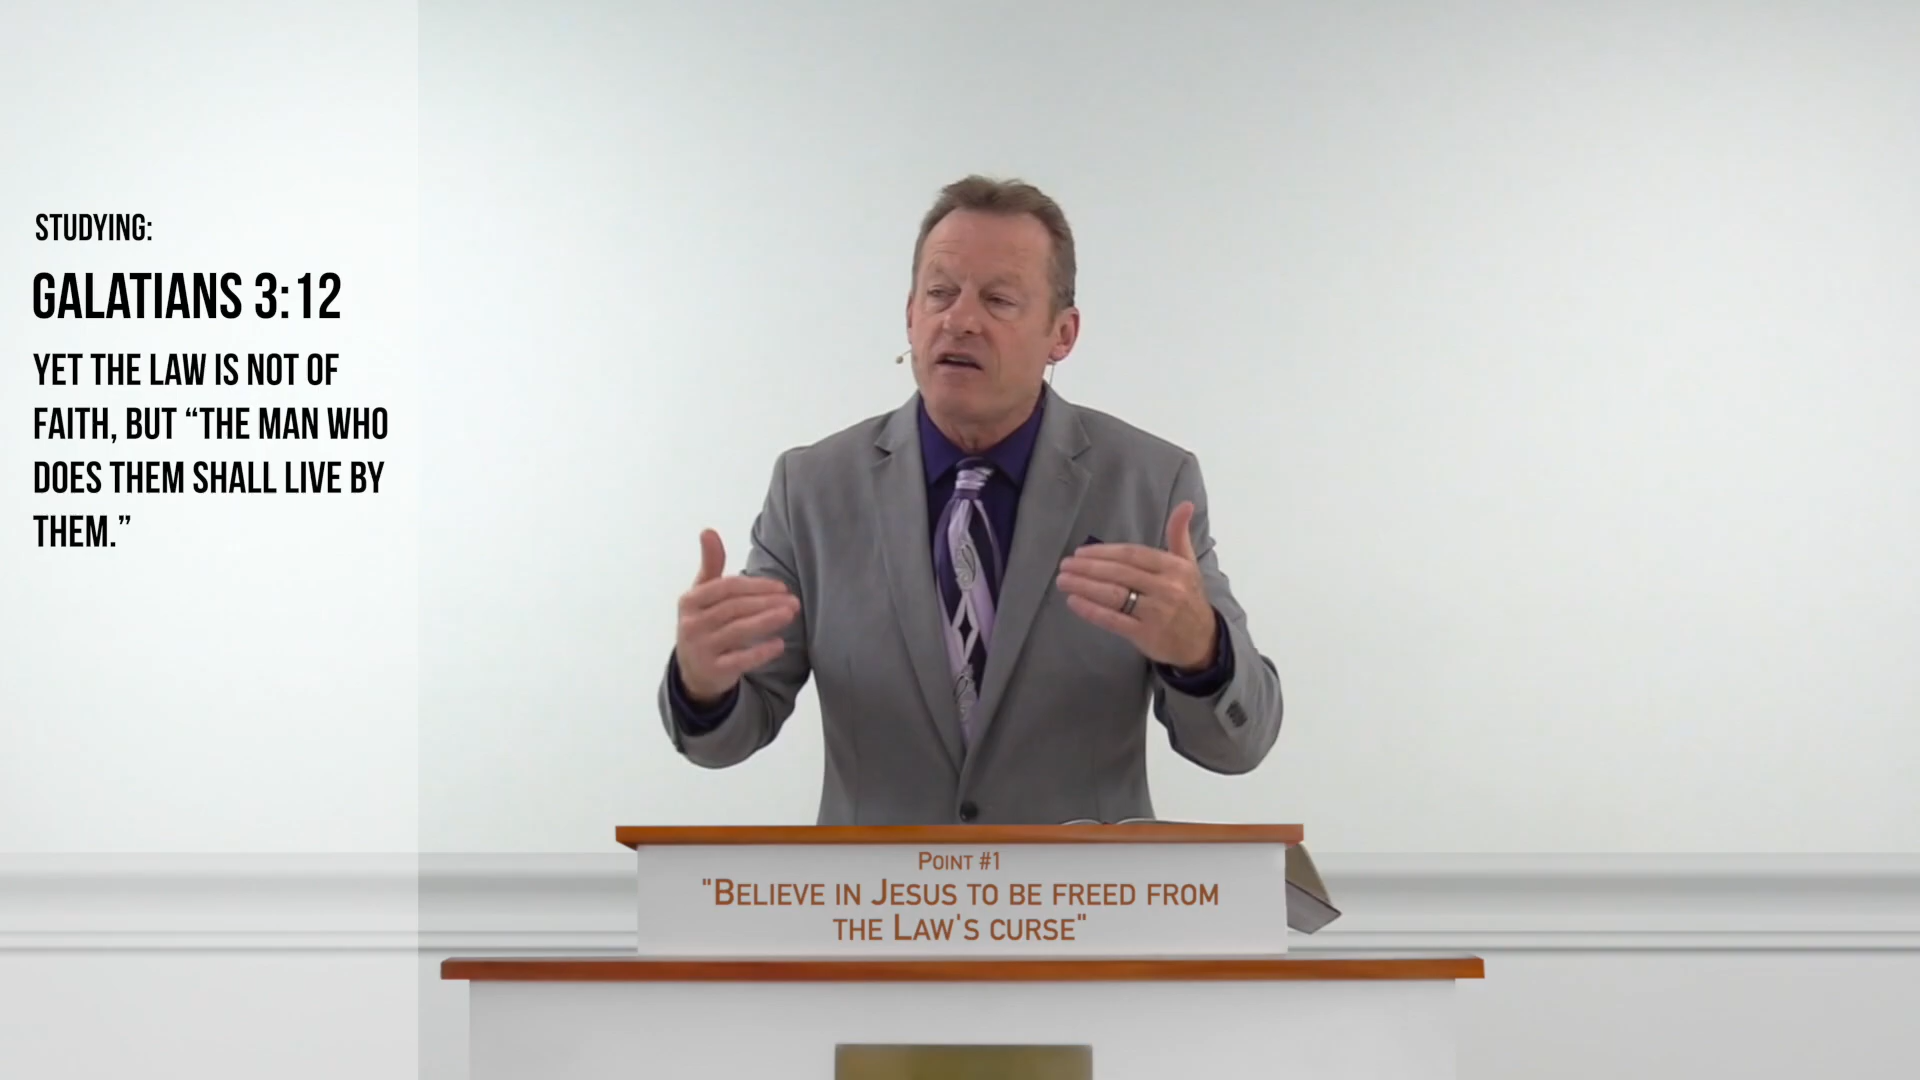 STUDYING:
GALATIANS 3:12
YET THE LAW IS NOT OF
FAITH, BUT “THE MAN WHO
DOES THEM SHALL LIVE BY
THEM.”
POINT #1
"BELIEVE IN JESUS TO BE FREED FROM
THE LAW'S CURSE"